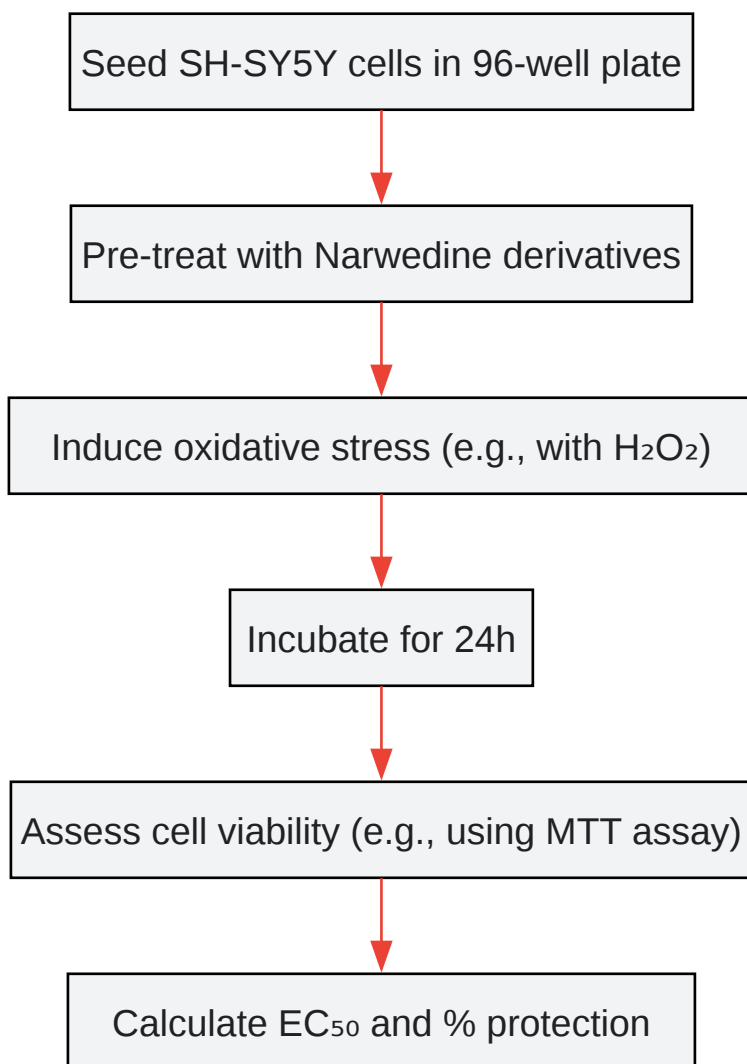 Seed SH-SY5Y cells in 96-well plate
Pre-treat with Narwedine derivatives
Induce oxidative stress (e.g., with H₂O₂)
Incubate for 24h
Assess cell viability (e.g., using MTT assay)
Calculate EC₅₀ and % protection